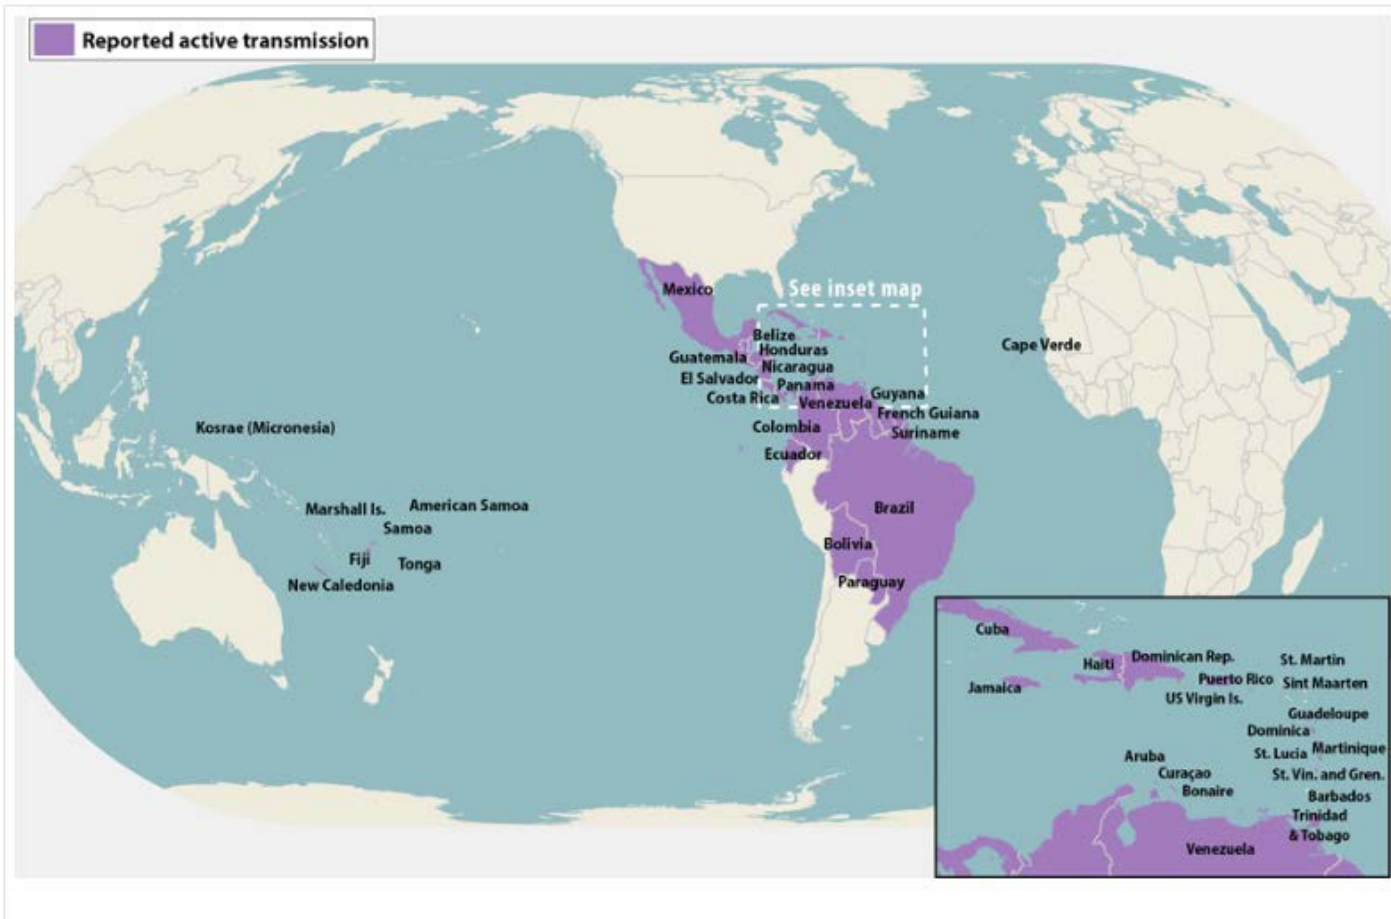 Reported active transmission
See inset map
Mexico
Belize
Honduras
Guatemala
Nicaragua
El Salvador
Panama
Costa Rica
Venezuela
Guyana
French Guiana
Colombia
Suriname
Ecuador
Brazil
Bolivia
Paraguay
Cape Verde
Kosrae (Micronesia)
Marshall Is.
American Samoa
Samoa
Fiji
Tonga
New Caledonia
Cuba
Haiti
Dominican Rep.
St. Martin
Jamaica
Puerto Rico
Sint Maarten
US Virgin Is.
Guadeloupe
Dominica
Martinique
St. Lucia
Aruba
Curaçao
St. Vin. and Gren.
Bonaire
Barbados
Trinidad
& Tobago
Venezuela